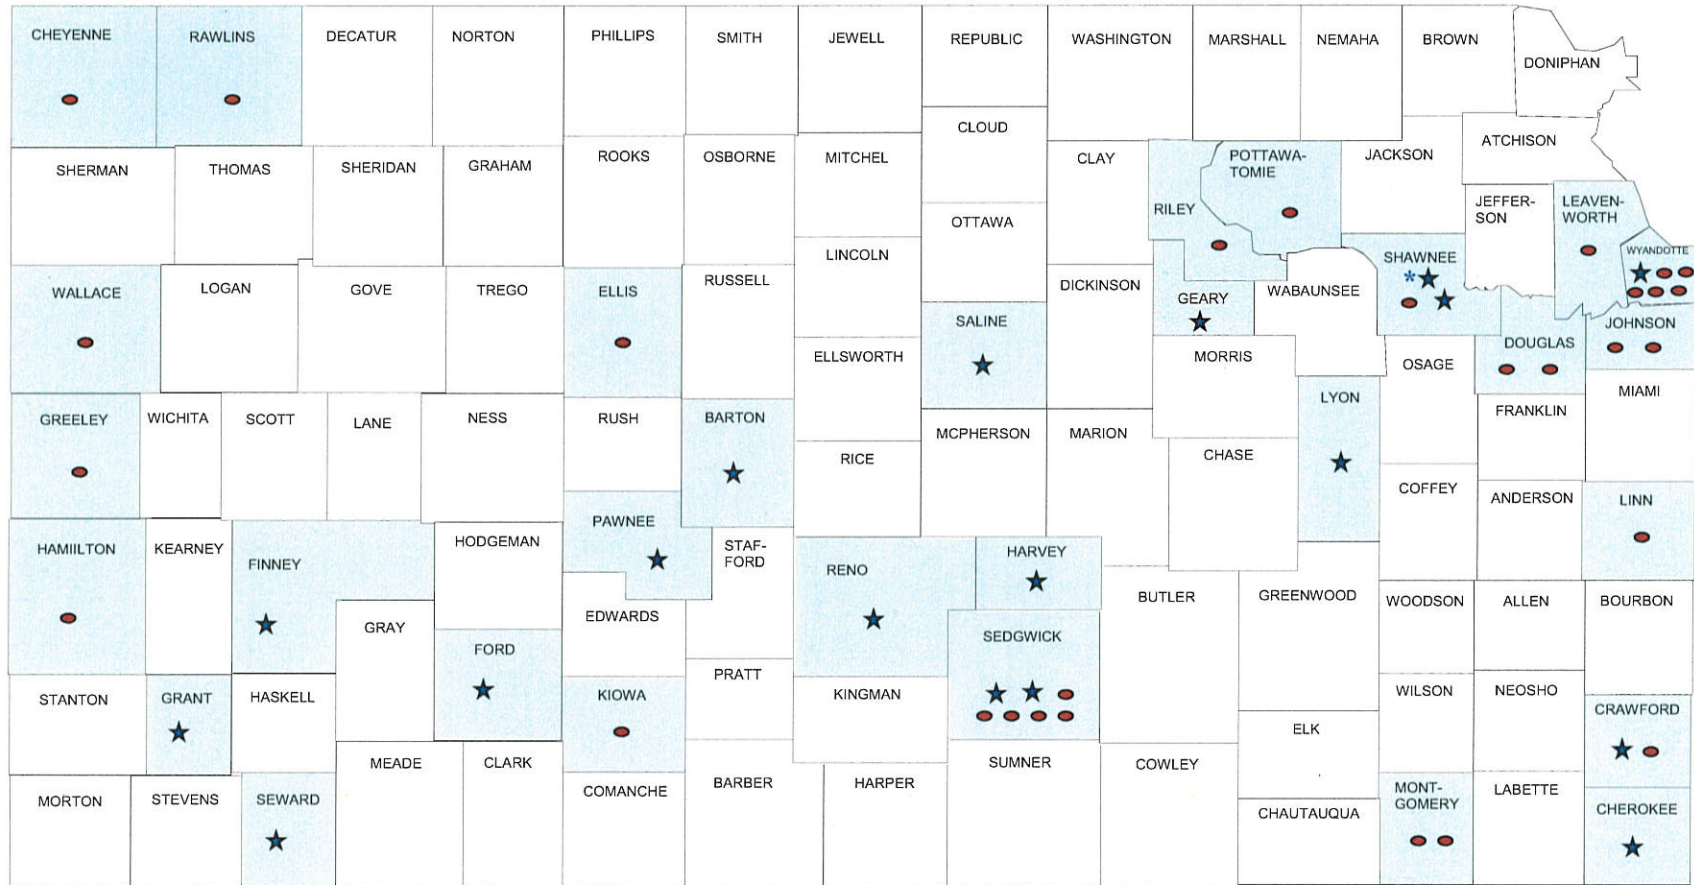 CHEYENNE
RAWLINS
DECATUR
NORTON
PHILLIPS
SMITH
JEWELL
REPUBLIC
WASHINGTON
MARSHALL
NEMAHA
BROWN
DONIPHAN
SHERMAN
THOMAS
SHERIDAN
GRAHAM
ROOKS
OSBORNE
MITCHEL
CLOUD
CLAY
RILEY
POTTAWA-
TOMIE
JACKSON
ATCHISON
JEFFER-
SON
LEAVEN-
WORTH
WYANDOTTE
WALLACE
LOGAN
GOVE
TREGO
ELLIS
RUSSELL
LINCOLN
OTTAWA
SALINE
DICKINSON
GEARY
WABAUNSEE
SHAWNEE
*
DOUGLAS
JOHNSON
GREELEY
WICHITA
SCOTT
LANE
NESS
RUSH
BARTON
ELLSWORTH
RICE
MCPHERSON
MARION
MORRIS
CHASE
LYON
OSAGE
FRANKLIN
MIAMI
HAMIILTON
KEARNEY
FINNEY
HODGEMAN
PAWNEE
STAF-
FORD
RENO
HARVEY
COFFEY
ANDERSON
LINN
GRAY
FORD
EDWARDS
SEDGWICK
BUTLER
GREENWOOD
WOODSON
ALLEN
BOURBON
STANTON
GRANT
HASKELL
KIOWA
PRATT
KINGMAN
ELK
WILSON
NEOSHO
CRAWFORD
MORTON
STEVENS
SEWARD
MEADE
CLARK
COMANCHE
BARBER
HARPER
SUMNER
COWLEY
CHAUTAUQUA
MONT-
GOMERY
LABETTE
CHEROKEE